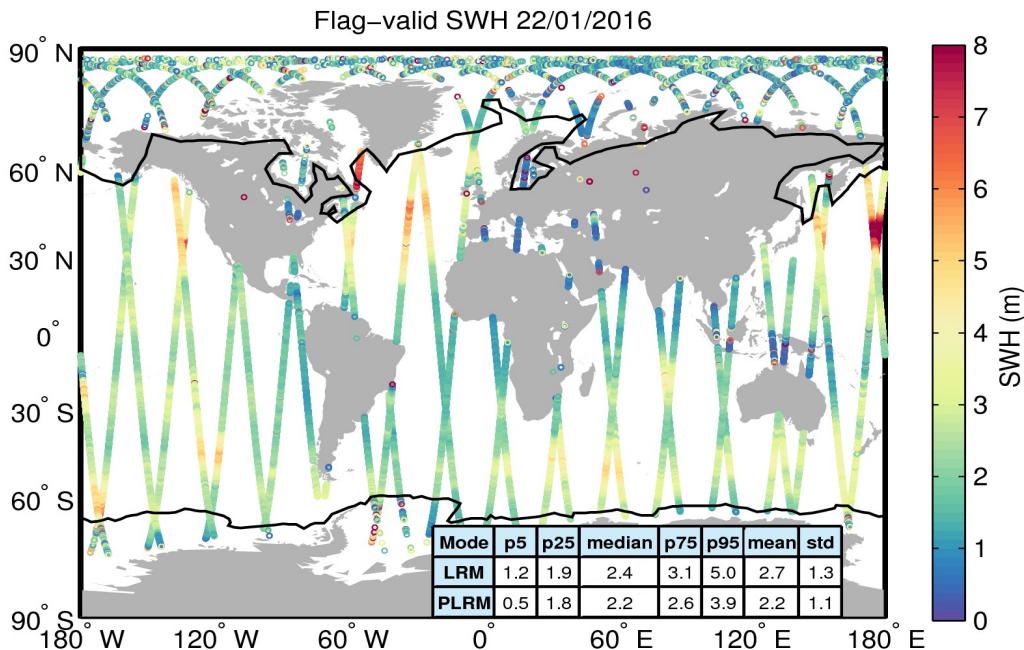 Flag−valid SWH 22/01/2016
90° N
60° N
30° N
0°
30° S
60° S
90° S
180° W
120° W
60° W
0°
60° E
120° E
180° E
8
7
6
5
4
3
2
1
0
SWH (m)
Mode p5 p25 median p75 p95 mean std
LRM 1.2 1.9 2.4 3.1 5.0 2.7 1.3
PLRM 0.5 1.8 2.2 2.6 3.9 2.2 1.1